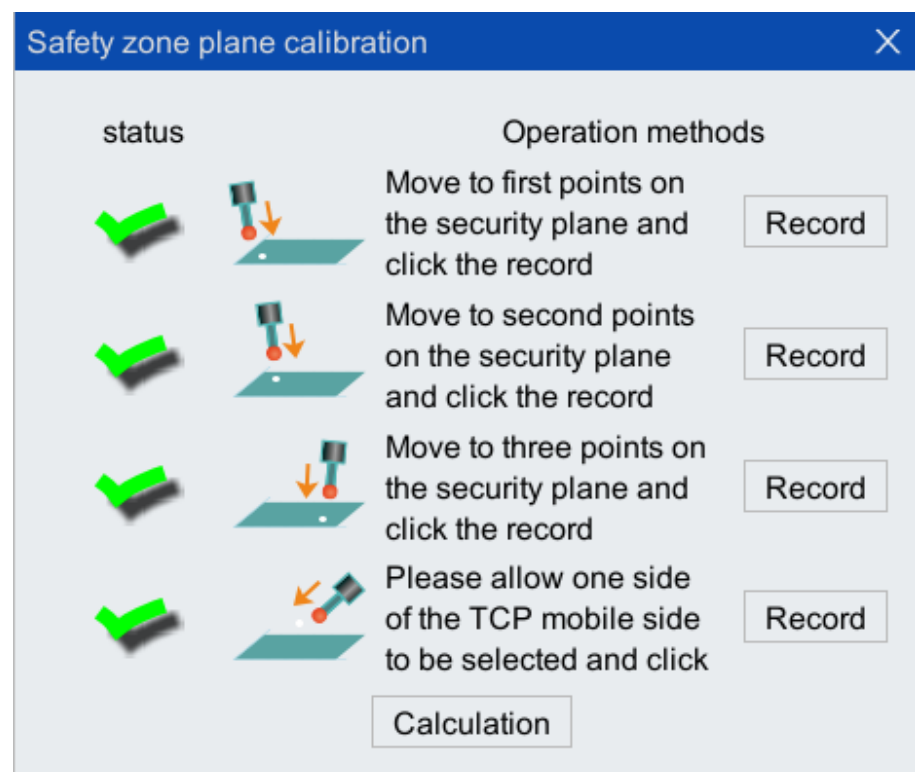 Safety zone plane calibration
status
Operation methods
Move to first points on
the security plane and
click the record
Record
Move to second points
on the security plane
and click the record
Record
Move to three points on
the security plane and
click the record
Record
Please allow one side
of the TCP mobile side
to be selected and click
Record
Calculation